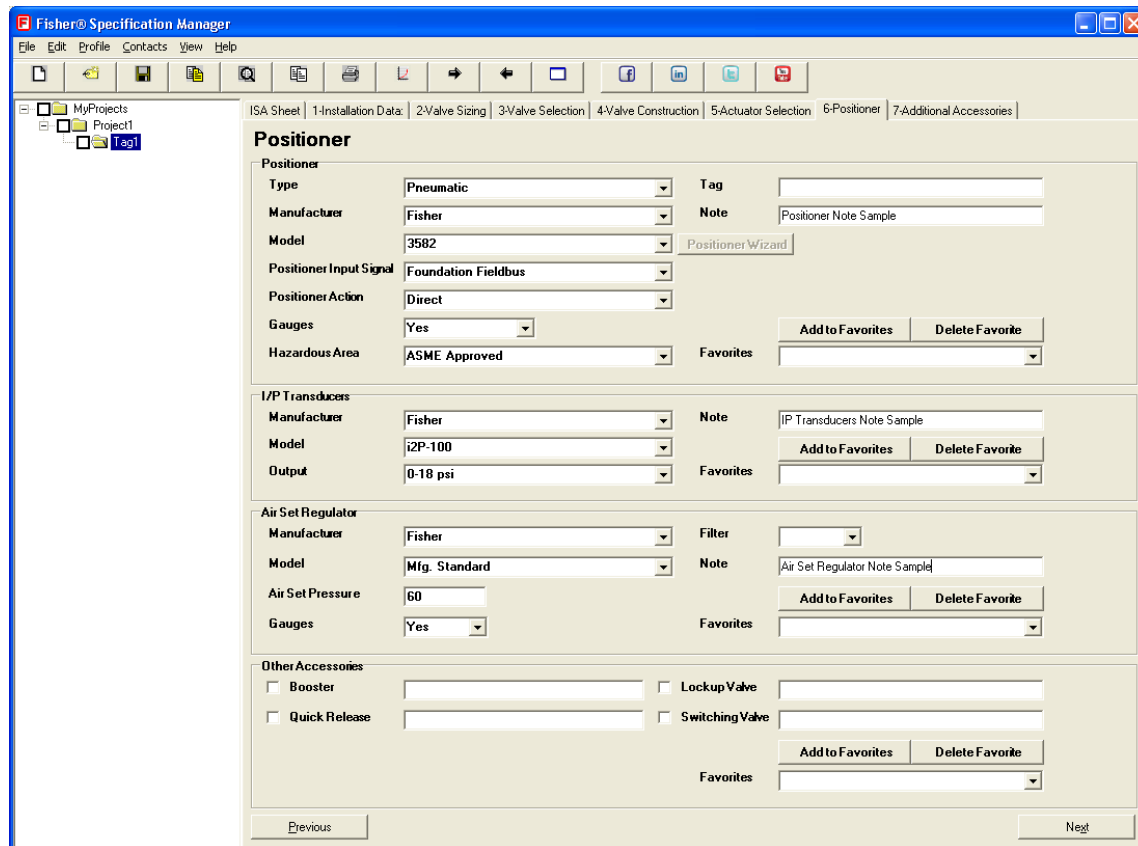 Fisher® Specification Manager
File Edit Profile Contacts View Help
MyProjects
Project1
Tag1
ISA Sheet 1-Installation Data: 2-Valve Sizing 3-Valve Selection 4-Valve Construction 5-Actuator Selection 6-Positioner 7-Additional Accessories
Positioner
Positioner
Type Pneumatic Tag
Manufacturer Fisher Note Positioner Note Sample
Model 3582 Positioner Wizard
Positioner Input Signal Foundation Fieldbus
Positioner Action Direct
Gauges Yes Add to Favorites Delete Favorite
Hazardous Area ASME Approved Favorites
I/P Transducers
Manufacturer Fisher Note IP Transducers Note Sample
Model i2P-100 Add to Favorites Delete Favorite
Output 0-18 psi Favorites
Air Set Regulator
Manufacturer Fisher Filter
Model Mfg. Standard Note Air Set Regulator Note Sample
Air Set Pressure 60 Add to Favorites Delete Favorite
Gauges Yes Favorites
Other Accessories
Booster Lockup Valve
Quick Release Switching Valve
Add to Favorites Delete Favorite
Favorites
Previous Next